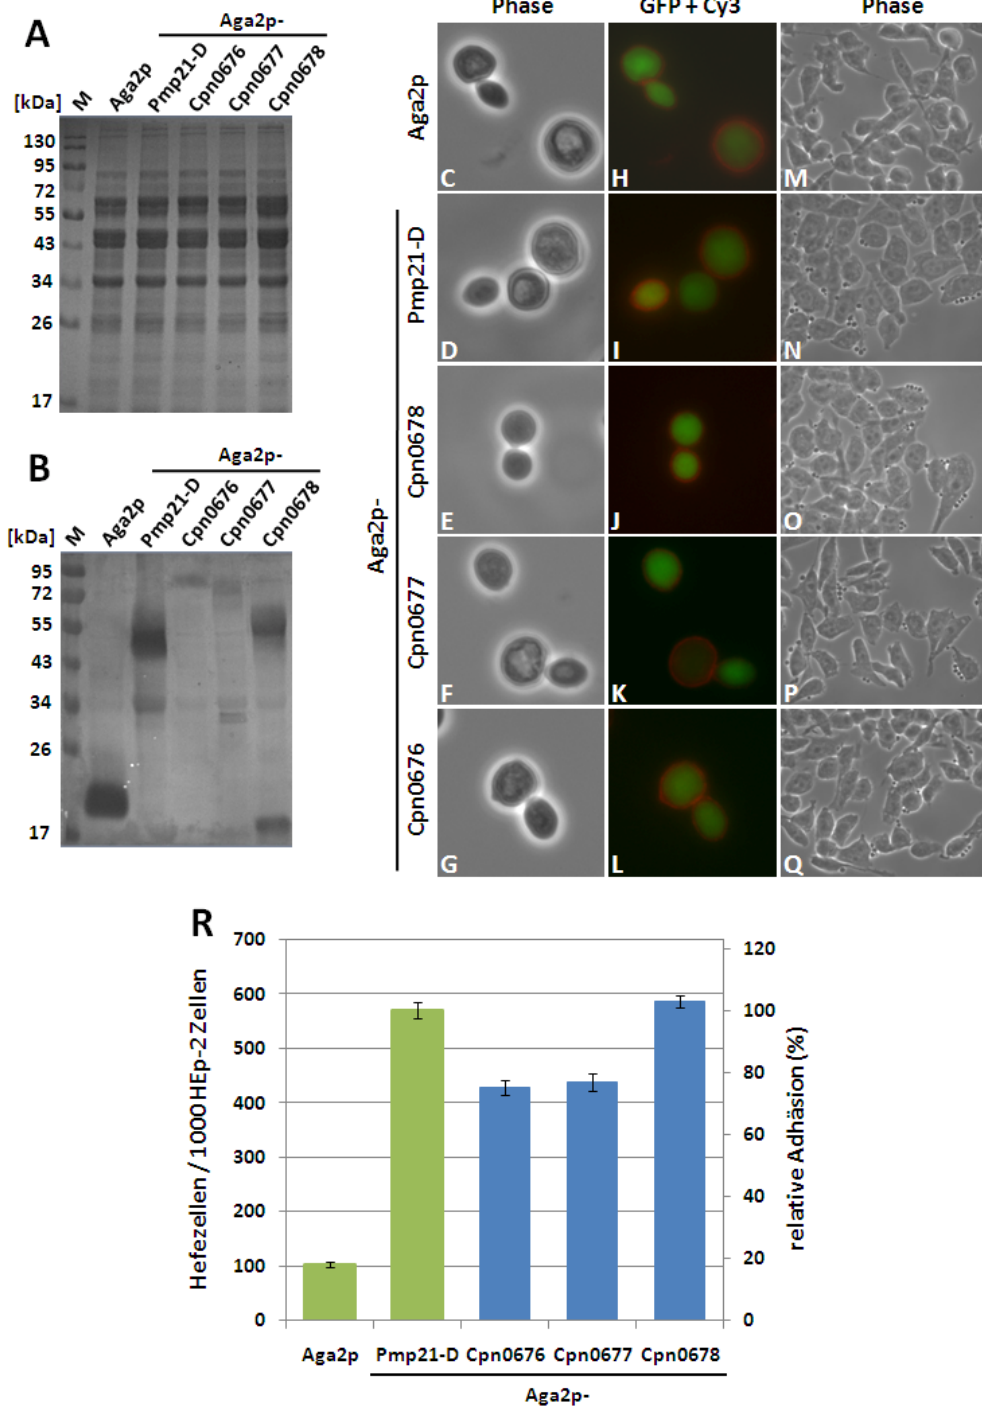 A
Aga2p-
[kDa] M Aga2p Pmp21-D Cpn0676 Cpn0677 Cpn0678
130
95
72
55
43
34
26
17
B
Aga2p-
[kDa] M Aga2p Pmp21-D Cpn0676 Cpn0677 Cpn0678
95
72
55
43
34
26
17
Phase GFP + Cy3 Phase
Aga2p
C H M
Aga2p-
Pmp21-D
D I N
Cpn0678
E J O
Cpn0677
F K P
Cpn0676
G L Q
R
Hefezellen / 1000 HEp-2 Zellen
700
600
500
400
300
200
100
0
120
100
80
60
40
20
0
relative Adhäsion (%)
Aga2p Pmp21-D Cpn0676 Cpn0677 Cpn0678
Aga2p-